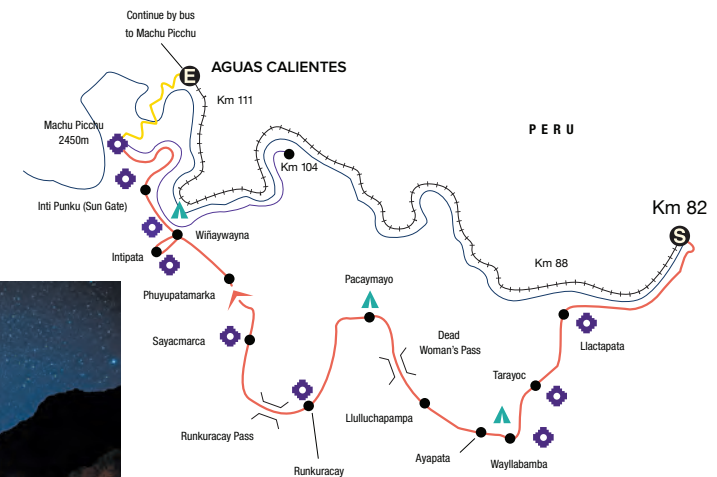 Continue by bus
to Machu Picchu
E
AGUAS CALIENTES
Km 111
PERU
Machu Picchu
2450m
Km 104
Inti Punku (Sun Gate)
Km 82
S
Wiñaywayna
Intipata
Km 88
Pacaymayo
Phuyupatamarka
Dead
Woman's Pass
Llactapata
Sayacmarca
Tarayoc
Llulluchapampa
Runkuracay Pass
Ayapata
Wayllabamba
Runkuracay